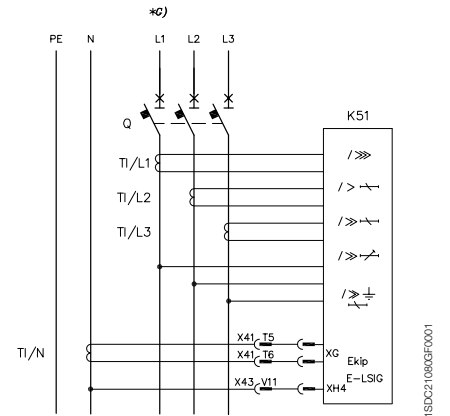 *G)
PE N L1 L2 L3
K51
Q
I>>>
TI/L1
I>
TI/L2
I>>
TI/L3
I>>
I>>
X41 T5
TI/N
XG
X41 T6
Ekip
E-LSIG
X43 V11
XH4
1SDC21080GF0001